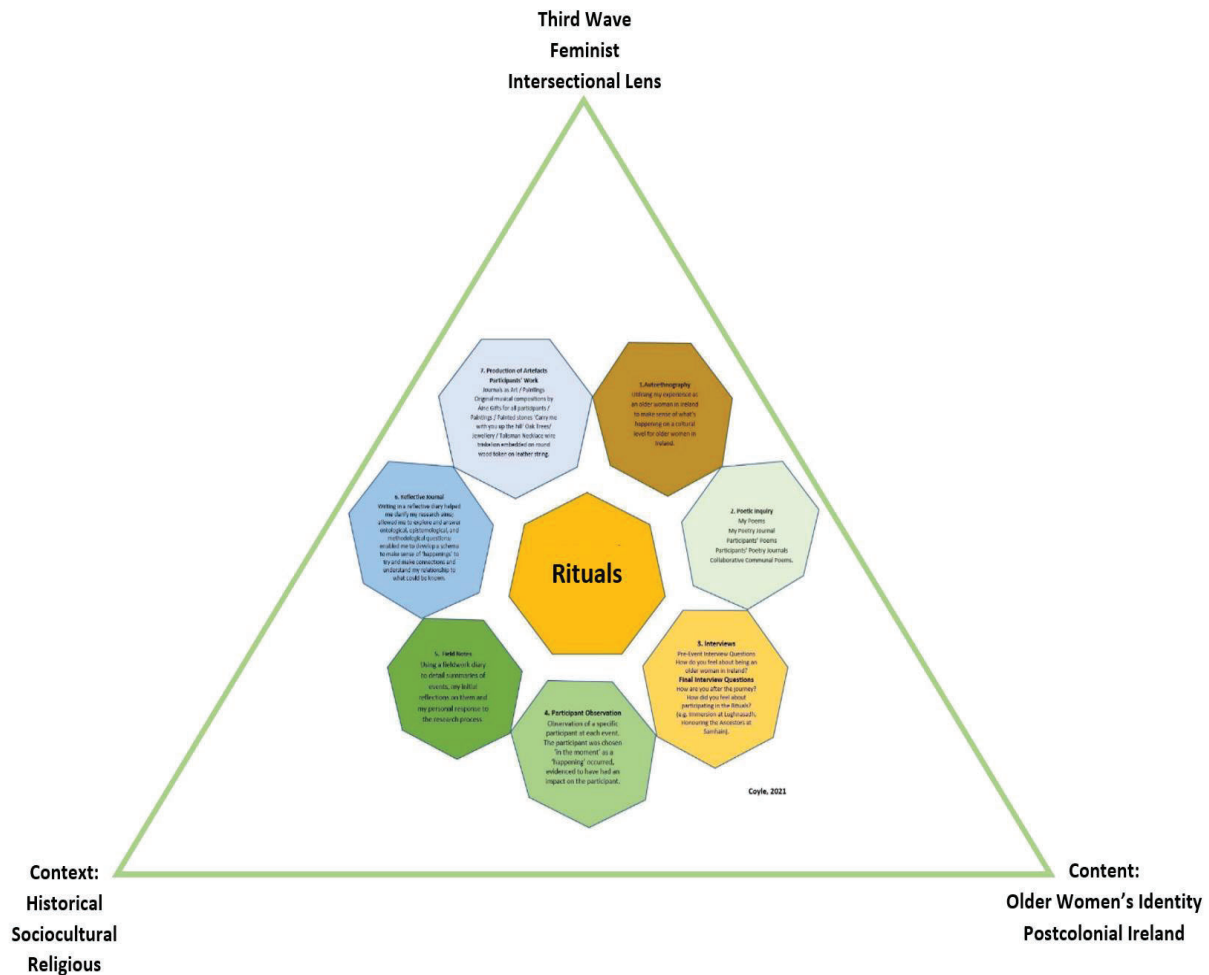 Third Wave
Feminist
Intersectional Lens
7. Production of Artefacts
Participants' Work
Journals as Art / Paintings
Original musical compositions by
Áine Gifts for all participants /
Paintings / Painted stones 'Carry me
with you up the hill' Oak Trees/
Jewellery / Talisman Necklace wire
triskelion embedded on round
wood token on leather string.
1.Autoethnography
Utilising my experience as
an older woman in Ireland
to make sense of what's
happening on a cultural
level for older women in
Ireland.
6. Reflective Journal
Writing in a reflective diary helped
me clarify my research aims;
allowed me to explore and answer
ontological, epistemological, and
methodological questions;
enabled me to develop a schema
to make sense of 'happenings' to
try and make connections and
understand my relationship to
what could be known.
2. Poetic Inquiry
My Poems
My Poetry Journal
Participants' Poems
Participants' Poetry Journals
Collaborative Communal Poems.
Rituals
5. Field Notes
Using a fieldwork diary
to detail summaries of
events, my initial
reflections on them and
my personal response to
the research process
3. Interviews
Pre-Event Interview Questions
How do you feel about being an
older woman in Ireland?
Final Interview Questions
How are you after the journey?
How did you feel about
participating in the Rituals?
(e.g. Immersion at Lughnasadh,
Honouring the Ancestors at
Samhain).
4. Participant Observation
Observation of a specific
participant at each event.
The participant was chosen
'in the moment' as a
'happening' occurred,
evidenced to have had an
impact on the participant.
Coyle, 2021
Context:
Historical
Sociocultural
Religious
Content:
Older Women's Identity
Postcolonial Ireland